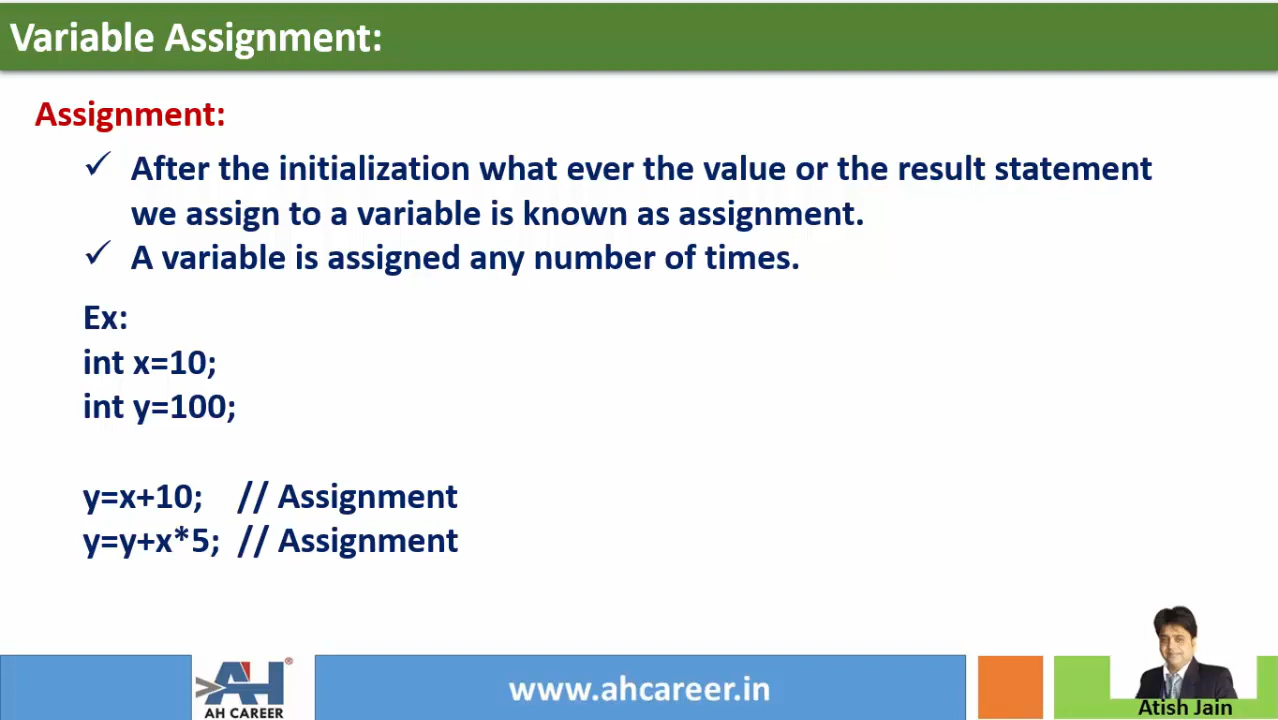 Variable Assignment:
Assignment:
✓ After the initialization what ever the value or the result statement
we assign to a variable is known as assignment.
✓ A variable is assigned any number of times.
Ex:
int x=10;
int y=100;
y=x+10; // Assignment
y=y+x*5; // Assignment
AH ®
AH CAREER
www.ahcareer.in
Atish Jain